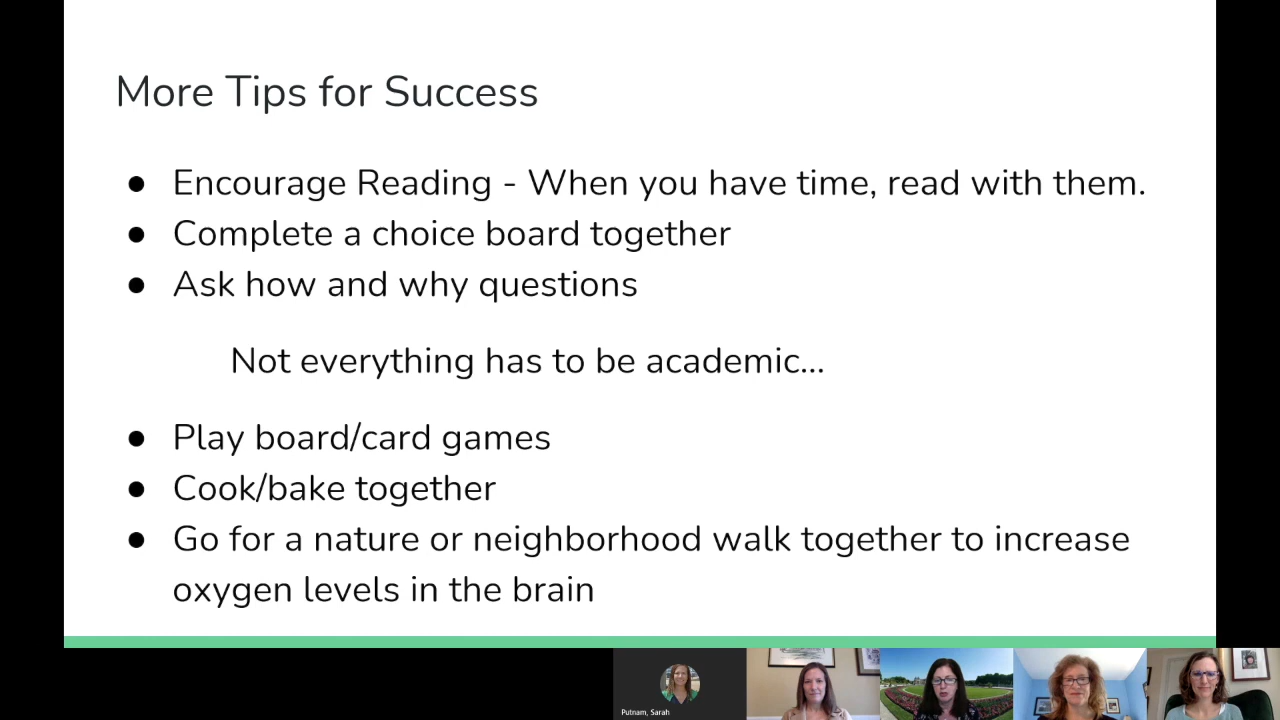 More Tips for Success
● Encourage Reading - When you have time, read with them.
● Complete a choice board together
● Ask how and why questions
Not everything has to be academic...
● Play board/card games
● Cook/bake together
● Go for a nature or neighborhood walk together to increase
oxygen levels in the brain
Putnam, Sarah